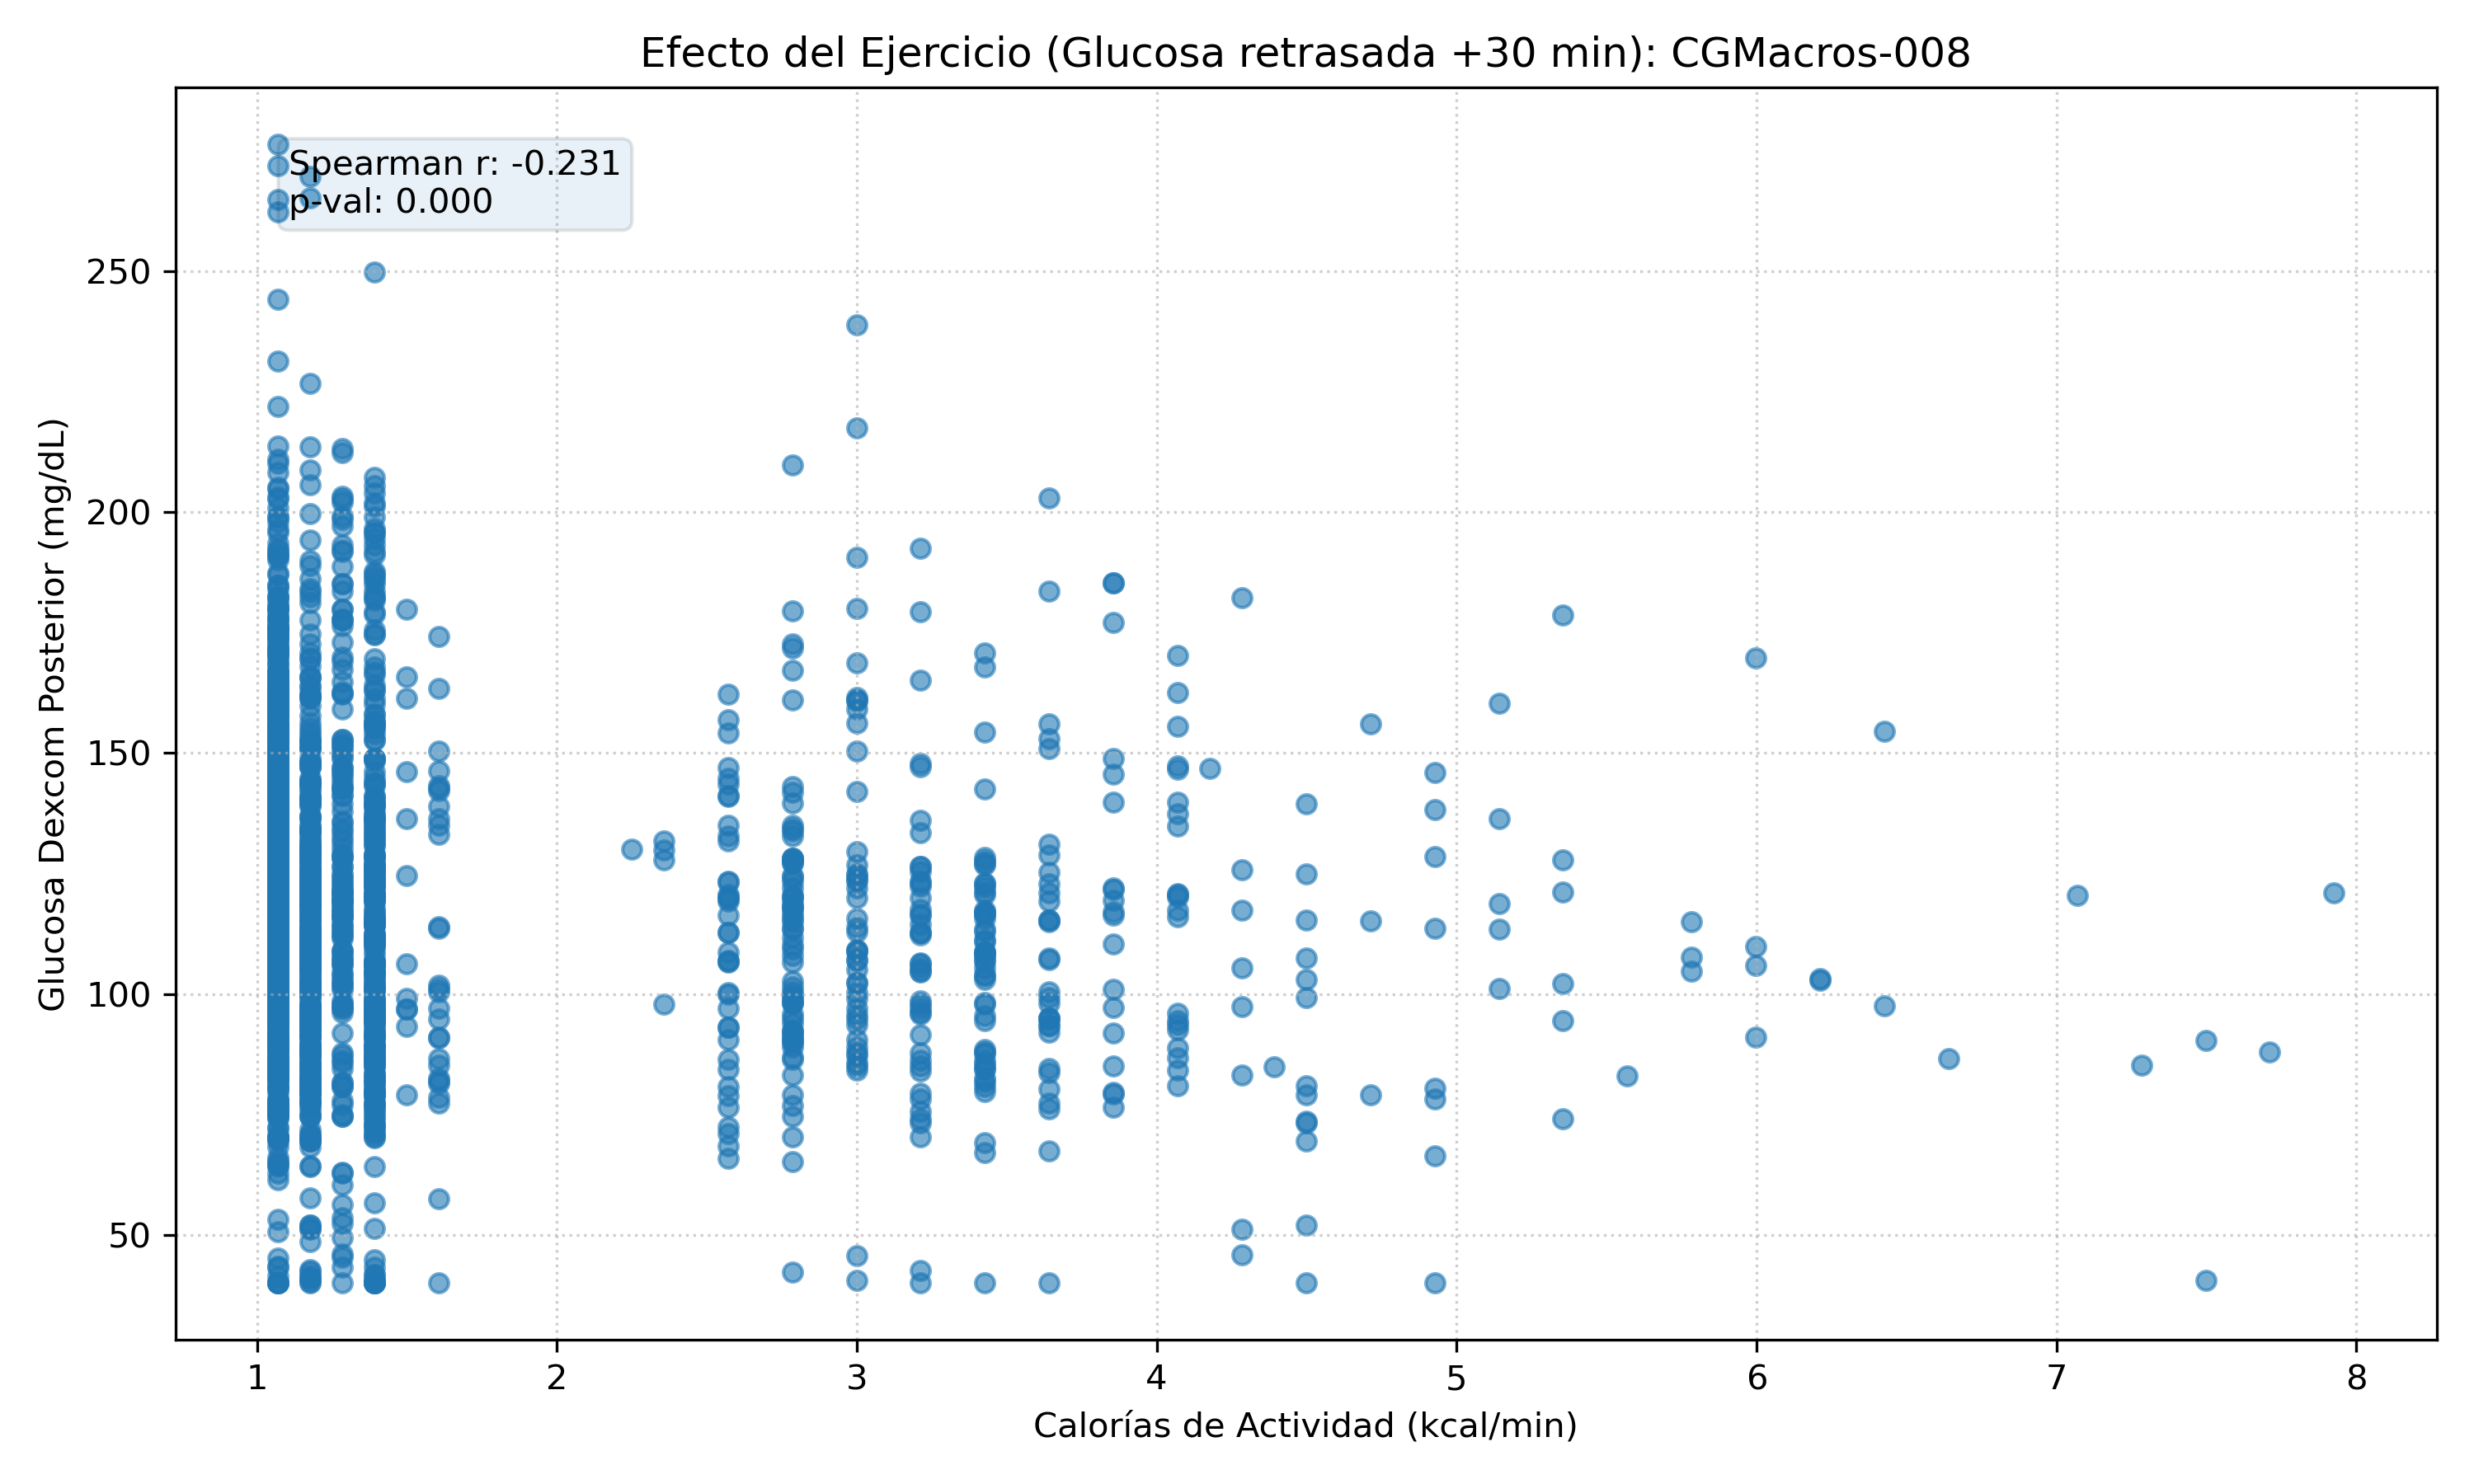 Efecto del Ejercicio (Glucosa retrasada +30 min): CGMacros-008
Spearman r: -0.231
p-val: 0.000
Glucosa Dexcom Posterior (mg/dL)
250
200
150
100
50
1 2 3 4 5 6 7 8
Calorías de Actividad (kcal/min)